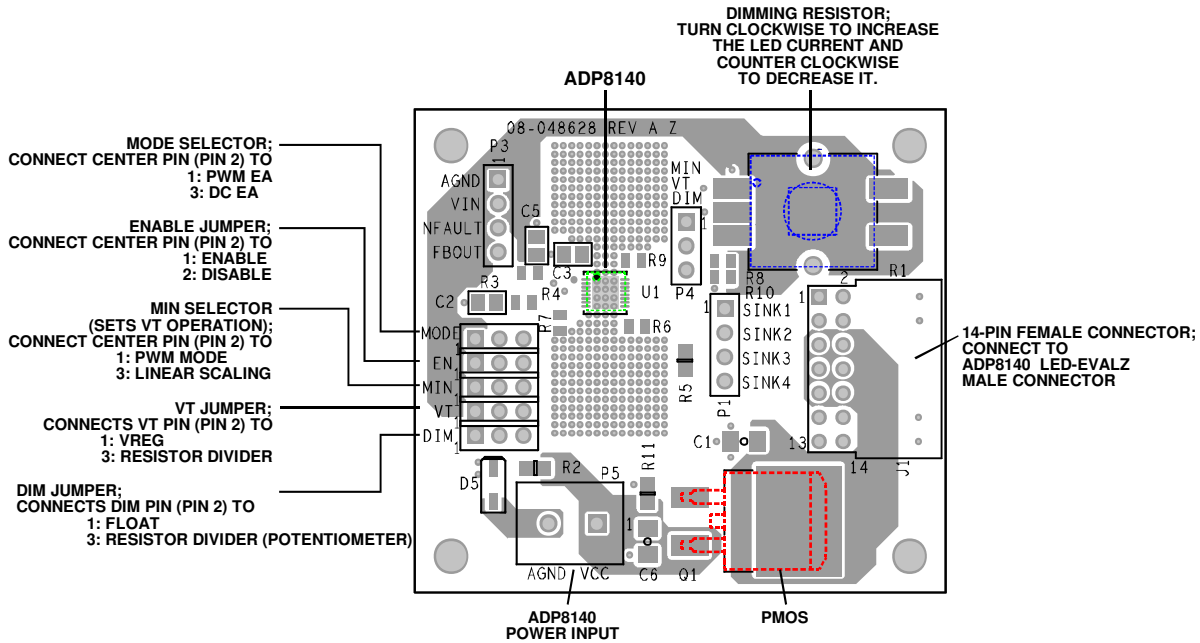 DIMMING RESISTOR;
TURN CLOCKWISE TO INCREASE
THE LED CURRENT AND
COUNTER CLOCKWISE
TO DECREASE IT.
ADP8140
MODE SELECTOR;
CONNECT CENTER PIN (PIN 2) TO
1: PWM EA
3: DC EA
ENABLE JUMPER;
CONNECT CENTER PIN (PIN 2) TO
1: ENABLE
2: DISABLE
MIN SELECTOR
(SETS VT OPERATION);
CONNECT CENTER PIN (PIN 2) TO
1: PWM MODE
3: LINEAR SCALING
VT JUMPER;
CONNECTS VT PIN (PIN 2) TO
1: VREG
3: RESISTOR DIVIDER
DIM JUMPER;
CONNECTS DIM PIN (PIN 2) TO
1: FLOAT
3: RESISTOR DIVIDER (POTENTIOMETER)
08-048628 REV A Z
P3
1
AGND
VIN
NFAULT
FBOUT
C5
C3
R3
C2
R4
R7
U1
R9
R6
MIN
VT
DIM
1
P4
R8
R10
1
SINK1
SINK2
SINK3
SINK4
P1
R5
R1
1
2
13
14
J1
MODE
1
EN
1
MIN
1
VT
1
DIM
1
D5
R2
P5
R11
C1
1
C6
Q1
AGND VCC
14-PIN FEMALE CONNECTOR;
CONNECT TO
ADP8140 LED-EVALZ
MALE CONNECTOR
ADP8140
POWER INPUT
PMOS